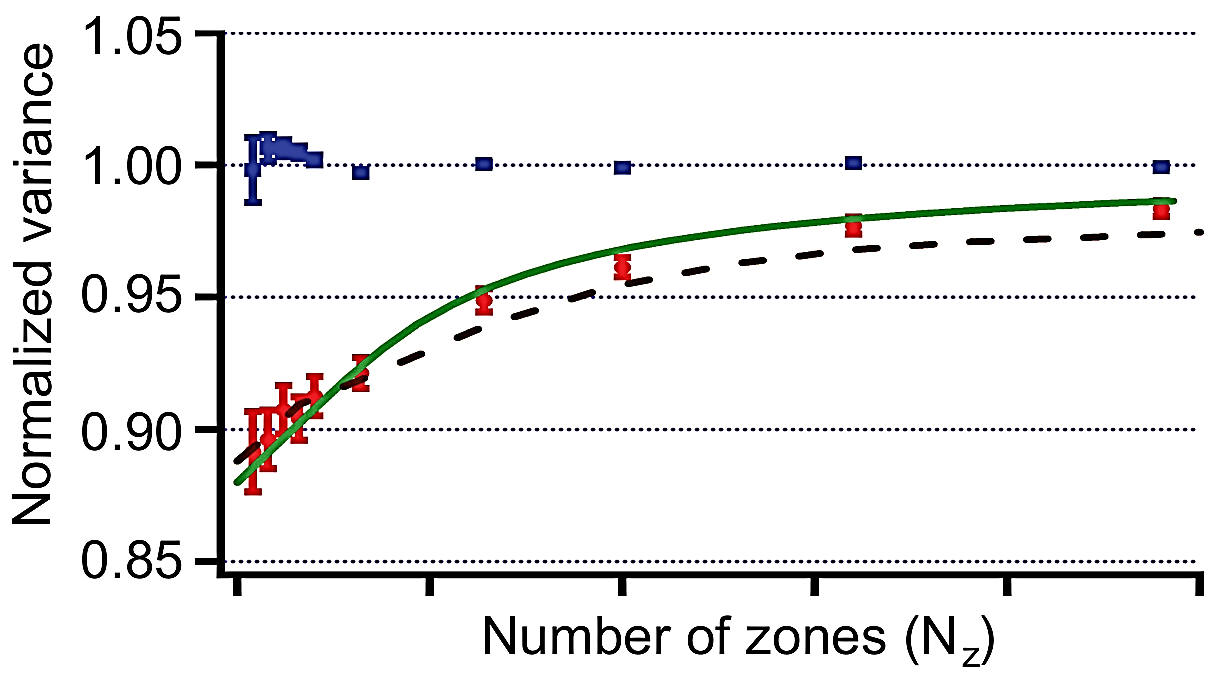 Normalized variance
1.05
1.00
0.95
0.90
0.85
Number of zones (Nz)